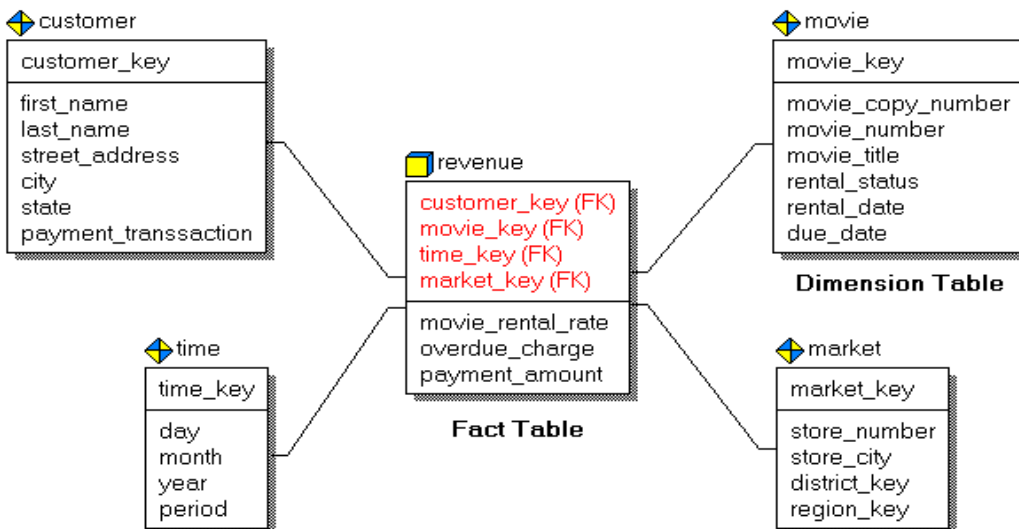 customer
customer_key
first_name
last_name
street_address
city
state
payment_transsaction
movie
movie_key
movie_copy_number
movie_number
movie_title
rental_status
rental_date
due_date
Dimension Table
revenue
customer_key (FK)
movie_key (FK)
time_key (FK)
market_key (FK)
movie_rental_rate
overdue_charge
payment_amount
Fact Table
time
time_key
day
month
year
period
market
market_key
store_number
store_city
district_key
region_key